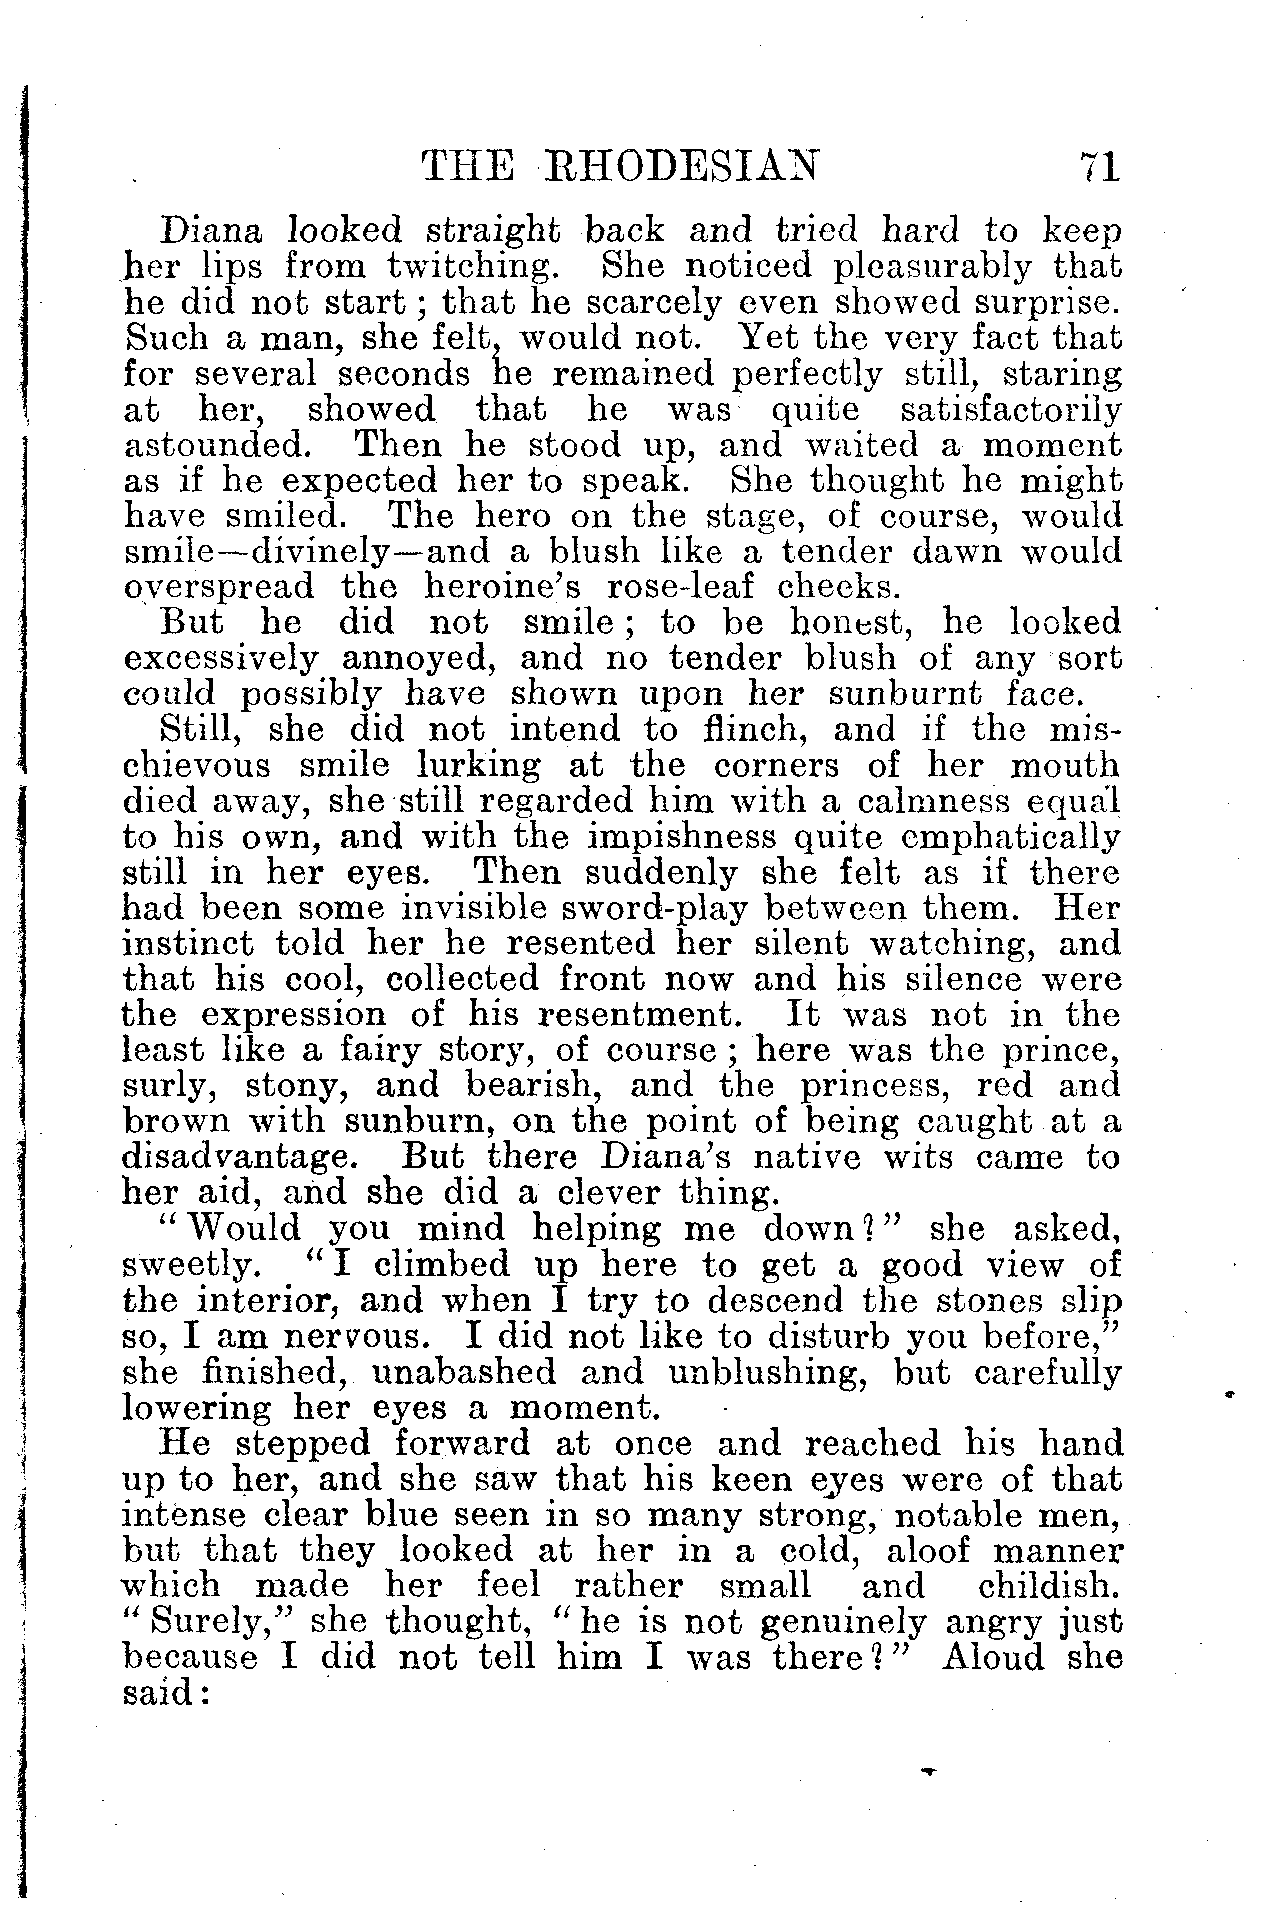 THE RHODESIAN 71
Diana looked straight back and tried hard to keep
her lips from twitching. She noticed pleasurably that
he did not start ; that he scarcely even showed surprise.
Such a man, she felt, would not. Yet the very fact that
for several seconds he remained perfectly still, staring
at her, showed that he was quite satisfactorily
astounded. Then he stood up, and waited a moment
as if he expected her to speak. She thought he might
have smiled. The hero on the stage, of course, would
smile—divinely—and a blush like a tender dawn would
overspread the heroine's rose-leaf cheeks.
But he did not smile ; to be honest, he looked
excessively annoyed, and no tender blush of any sort
could possibly have shown upon her sunburnt face.
Still, she did not intend to flinch, and if the mis-
chievous smile lurking at the corners of her mouth
died away, she still regarded him with a calmness equal
to his own, and with the impishness quite emphatically
still in her eyes. Then suddenly she felt as if there
had been some invisible sword-play between them. Her
instinct told her he resented her silent watching, and
that his cool, collected front now and his silence were
the expression of his resentment. It was not in the
least like a fairy story, of course ; here was the prince,
surly, stony, and bearish, and the princess, red and
brown with sunburn, on the point of being caught at a
disadvantage. But there Diana's native wits came to
her aid, and she did a clever thing.
"Would you mind helping me down?" she asked,
sweetly. "I climbed up here to get a good view of
the interior, and when I try to descend the stones slip
so, I am nervous. I did not like to disturb you before,"
she finished, unabashed and unblushing, but carefully
lowering her eyes a moment.
He stepped forward at once and reached his hand
up to her, and she saw that his keen eyes were of that
intense clear blue seen in so many strong, notable men,
but that they looked at her in a cold, aloof manner
which made her feel rather small and childish.
"Surely," she thought, "he is not genuinely angry just
because I did not tell him I was there?" Aloud she
said: